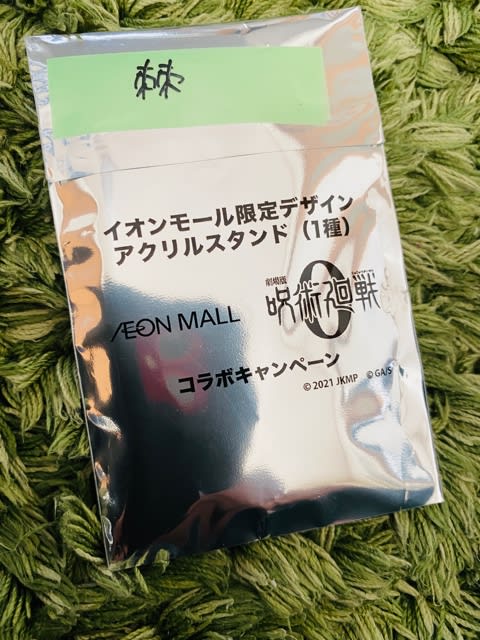 棘
イオンモール限定デザイン
アクリルスタンド（1種）
ÆON MALL
劇場版
呪術廻戦
0
コラボキャンペーン
©2021 JKMP ©GA/S